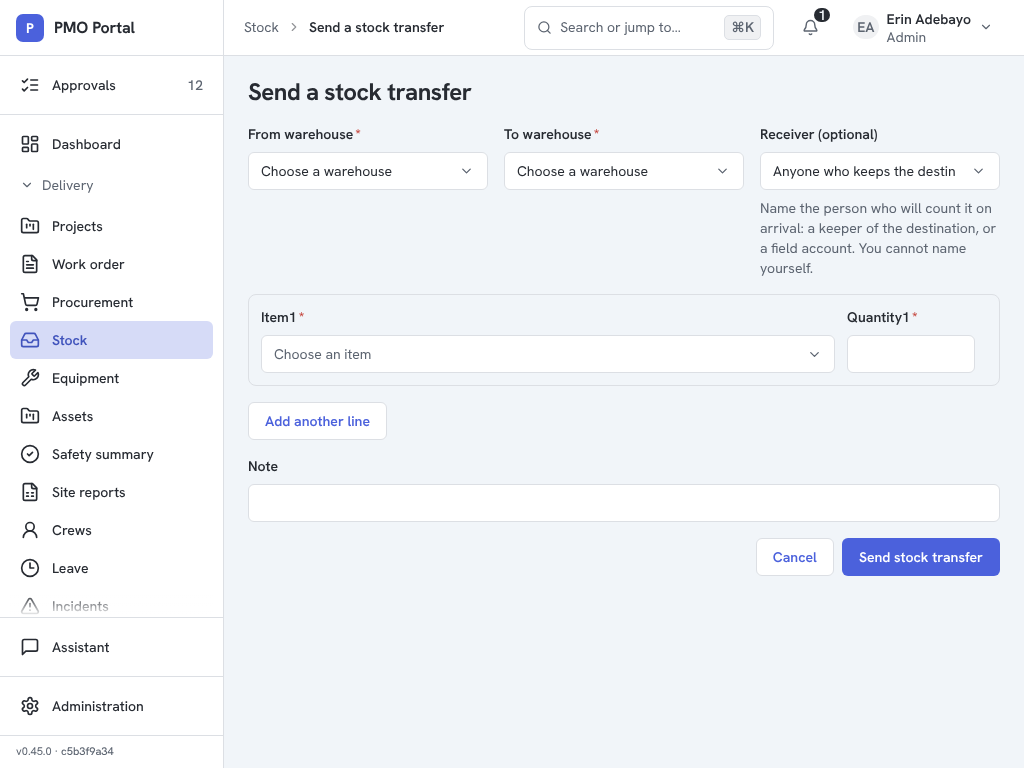 P PMO Portal
Stock > Send a stock transfer
Search or jump to... ⌘K
1
EA
Erin Adebayo
Admin
Approvals 12
Dashboard
Delivery
Projects
Work order
Procurement
Stock
Equipment
Assets
Safety summary
Site reports
Crews
Leave
Incidents
Assistant
Administration
v0.45.0 · c5b3f9a34
Send a stock transfer
From warehouse * To warehouse * Receiver (optional)
Choose a warehouse Choose a warehouse Anyone who keeps the destin
Name the person who will count it on
arrival: a keeper of the destination, or
a field account. You cannot name
yourself.
Item1 * Quantity1 *
Choose an item
Add another line
Note
Cancel Send stock transfer